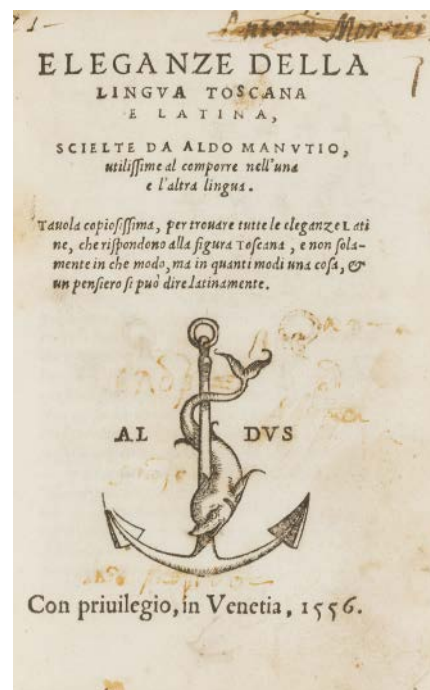 ELEGANZE DELLA
LINGVA TOSCANA
E LATINA,
SCIELTE DA ALDO MANVTIO,
utilissime al comporre nell'una
e l'altra lingua.
Tauola copiosissima, per trouare tutte le eleganze Lati
ne, che rispondono alla figura Toscana, e non sola-
mente in che modo, ma in quanti modi una cosa, &
un pensiero si può dire latinamente.
AL DVS
Con priuilegio, in Venetia, 1556.